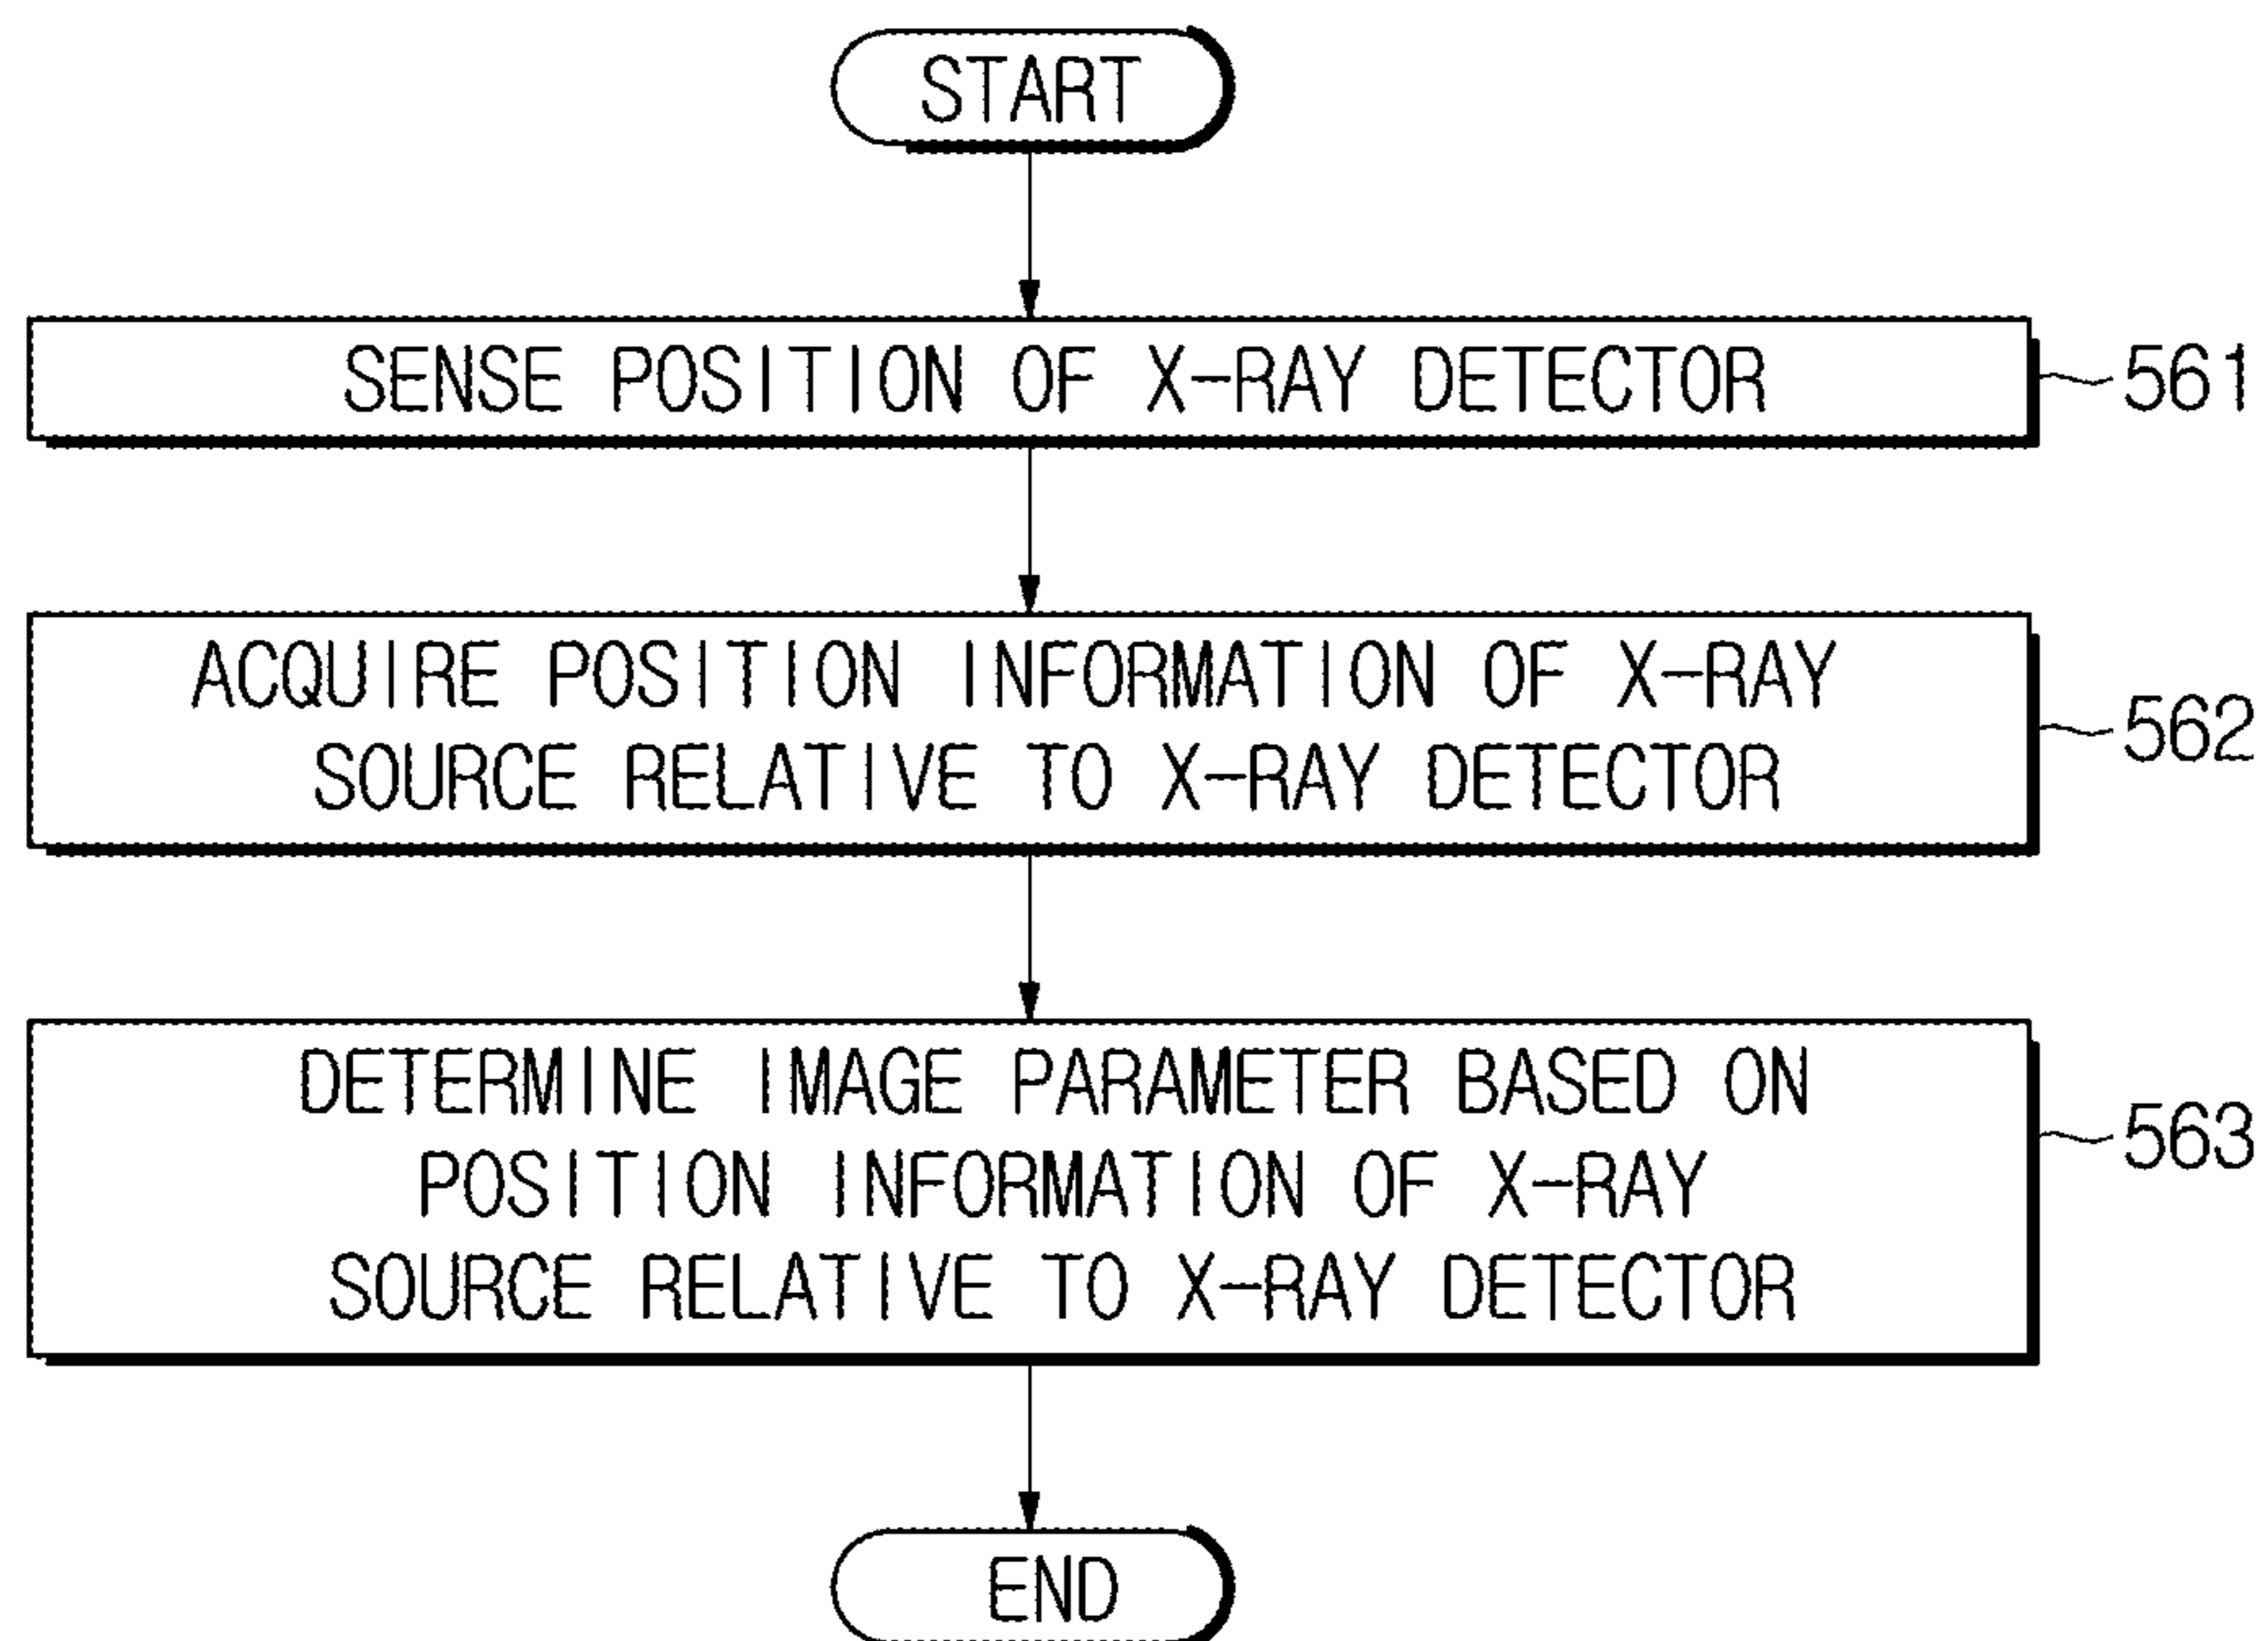 START
SENSE POSITION OF X-RAY DETECTOR
561
ACQUIRE POSITION INFORMATION OF X-RAY
SOURCE RELATIVE TO X-RAY DETECTOR
562
DETERMINE IMAGE PARAMETER BASED ON
POSITION INFORMATION OF X-RAY
SOURCE RELATIVE TO X-RAY DETECTOR
563
END